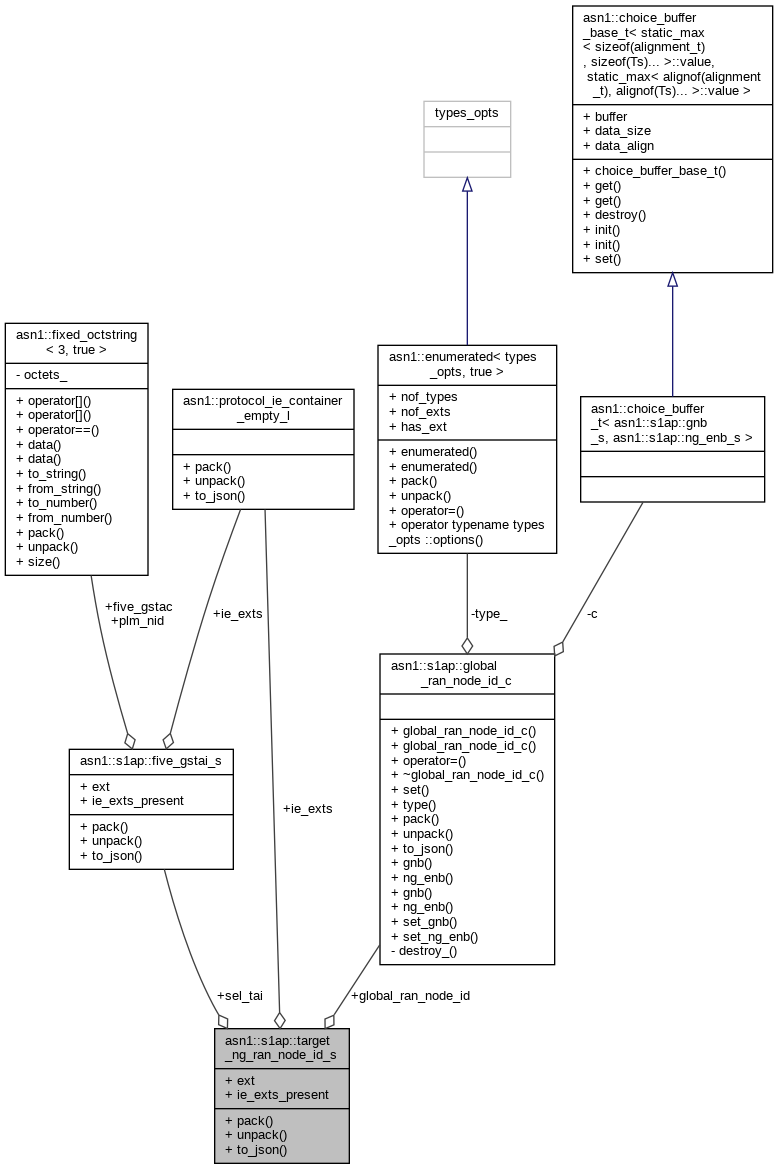 asn1::choice_buffer
_base_t< static_max
< sizeof(alignment_t)
, sizeof(Ts)... >::value,
static_max< alignof(alignment
_t), alignof(Ts)... >::value >
+ buffer
+ data_size
+ data_align
+ choice_buffer_base_t()
+ get()
+ get()
+ destroy()
+ init()
+ init()
+ set()
types_opts
asn1::fixed_octstring
< 3, true >
- octets_
+ operator[]()
+ operator[]()
+ operator==()
+ data()
+ data()
+ to_string()
+ from_string()
+ to_number()
+ from_number()
+ pack()
+ unpack()
+ size()
asn1::protocol_ie_container
_empty_l
+ pack()
+ unpack()
+ to_json()
asn1::enumerated< types
_opts, true >
+ nof_types
+ nof_exts
+ has_ext
+ enumerated()
+ enumerated()
+ pack()
+ unpack()
+ operator=()
+ operator typename types
_opts ::options()
asn1::choice_buffer
_t< asn1::s1ap::gnb
_s, asn1::s1ap::ng_enb_s >
+five_gstac
+plm_nid
+ie_exts
-type_
-c
asn1::s1ap::global
_ran_node_id_c
+ global_ran_node_id_c()
+ global_ran_node_id_c()
+ operator=()
+ ~global_ran_node_id_c()
+ set()
+ type()
+ pack()
+ unpack()
+ to_json()
+ gnb()
+ ng_enb()
+ gnb()
+ ng_enb()
+ set_gnb()
+ set_ng_enb()
- destroy_()
asn1::s1ap::five_gstai_s
+ ext
+ ie_exts_present
+ pack()
+ unpack()
+ to_json()
+ie_exts
+sel_tai
+global_ran_node_id
asn1::s1ap::target
_ng_ran_node_id_s
+ ext
+ ie_exts_present
+ pack()
+ unpack()
+ to_json()